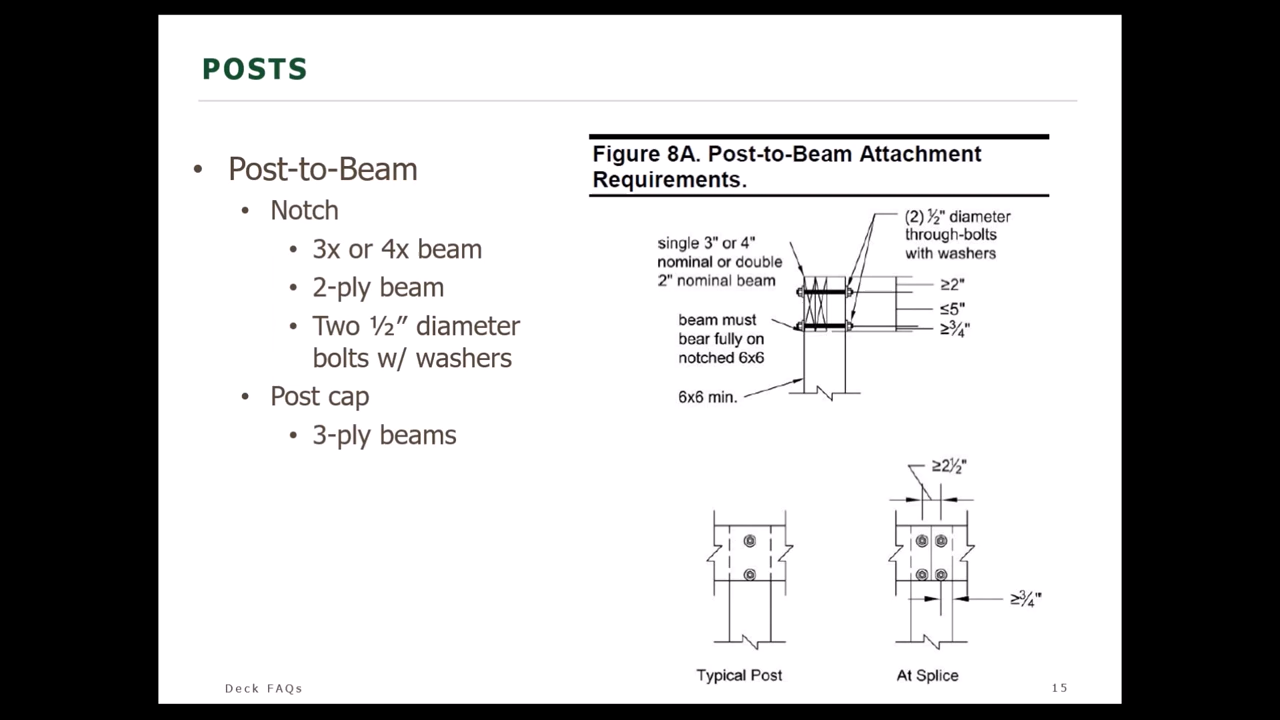 POSTS
• Post-to-Beam
• Notch
• 3x or 4x beam
• 2-ply beam
• Two ½” diameter
bolts w/ washers
• Post cap
• 3-ply beams
Figure 8A. Post-to-Beam Attachment
Requirements.
single 3" or 4"
nominal or double
2" nominal beam
beam must
bear fully on
notched 6x6
6x6 min.
(2) ½" diameter
through-bolts
with washers
≥2"
≤5"
≥¾"
≥2½"
≥¾"
Typical Post
At Splice
Deck FAQs
15